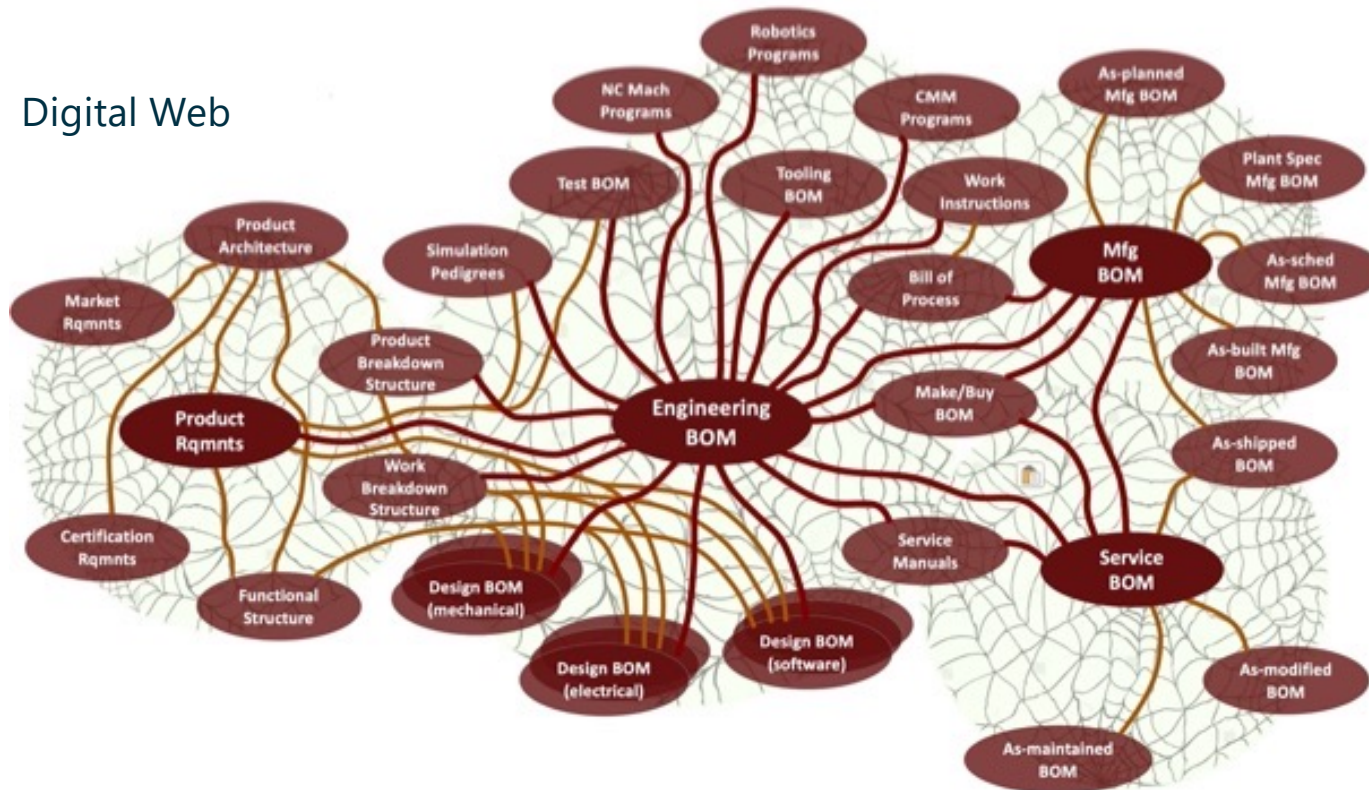 Digital Web
Robotics
Programs
NC Mach
Programs
CMM
Programs
As-planned
Mfg BOM
Test BOM
Tooling
BOM
Work
Instructions
Plant Spec
Mfg BOM
Product
Architecture
Simulation
Pedigrees
Bill of
Process
Mfg
BOM
As-sched
Mfg BOM
Market
Rqmnts
Product
Breakdown
Structure
As-built Mfg
BOM
Product
Rqmnts
Engineering
BOM
Make/Buy
BOM
As-shipped
BOM
Work
Breakdown
Structure
Certification
Rqmnts
Functional
Structure
Design BOM
(mechanical)
Design BOM
(electrical)
Design BOM
(software)
Service
Manuals
Service
BOM
As-modified
BOM
As-maintained
BOM